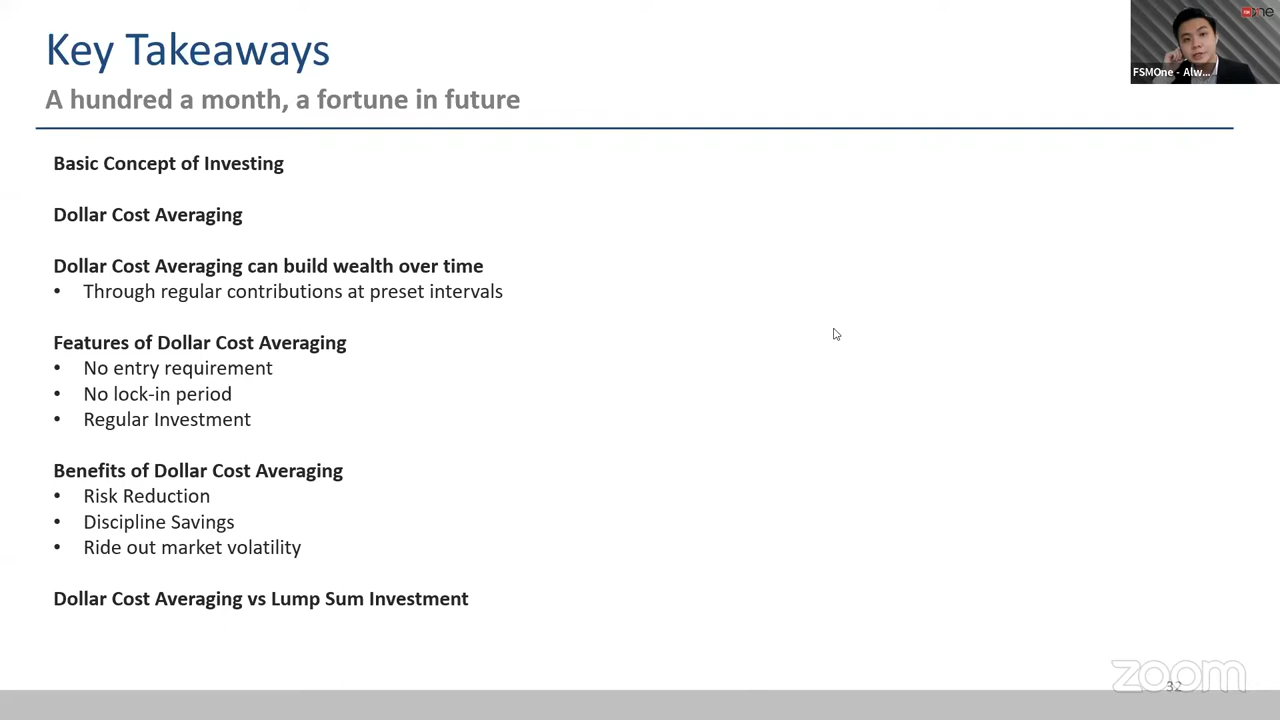 Key Takeaways
A hundred a month, a fortune in future
FSMOne - Alw...
Basic Concept of Investing
Dollar Cost Averaging
Dollar Cost Averaging can build wealth over time
• Through regular contributions at preset intervals
Features of Dollar Cost Averaging
• No entry requirement
• No lock-in period
• Regular Investment
Benefits of Dollar Cost Averaging
• Risk Reduction
• Discipline Savings
• Ride out market volatility
Dollar Cost Averaging vs Lump Sum Investment
zoom
32